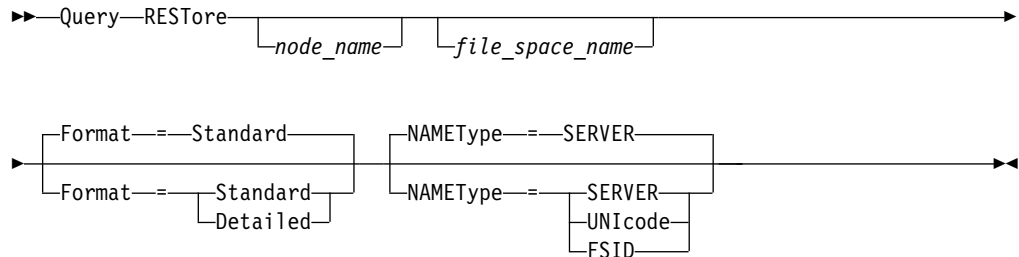 Query RESTore
node_name file_space_name
Format = Standard NAMEType = SERVER
Format = Standard NAMEType = SERVER
Detailed UNIcode
FSID